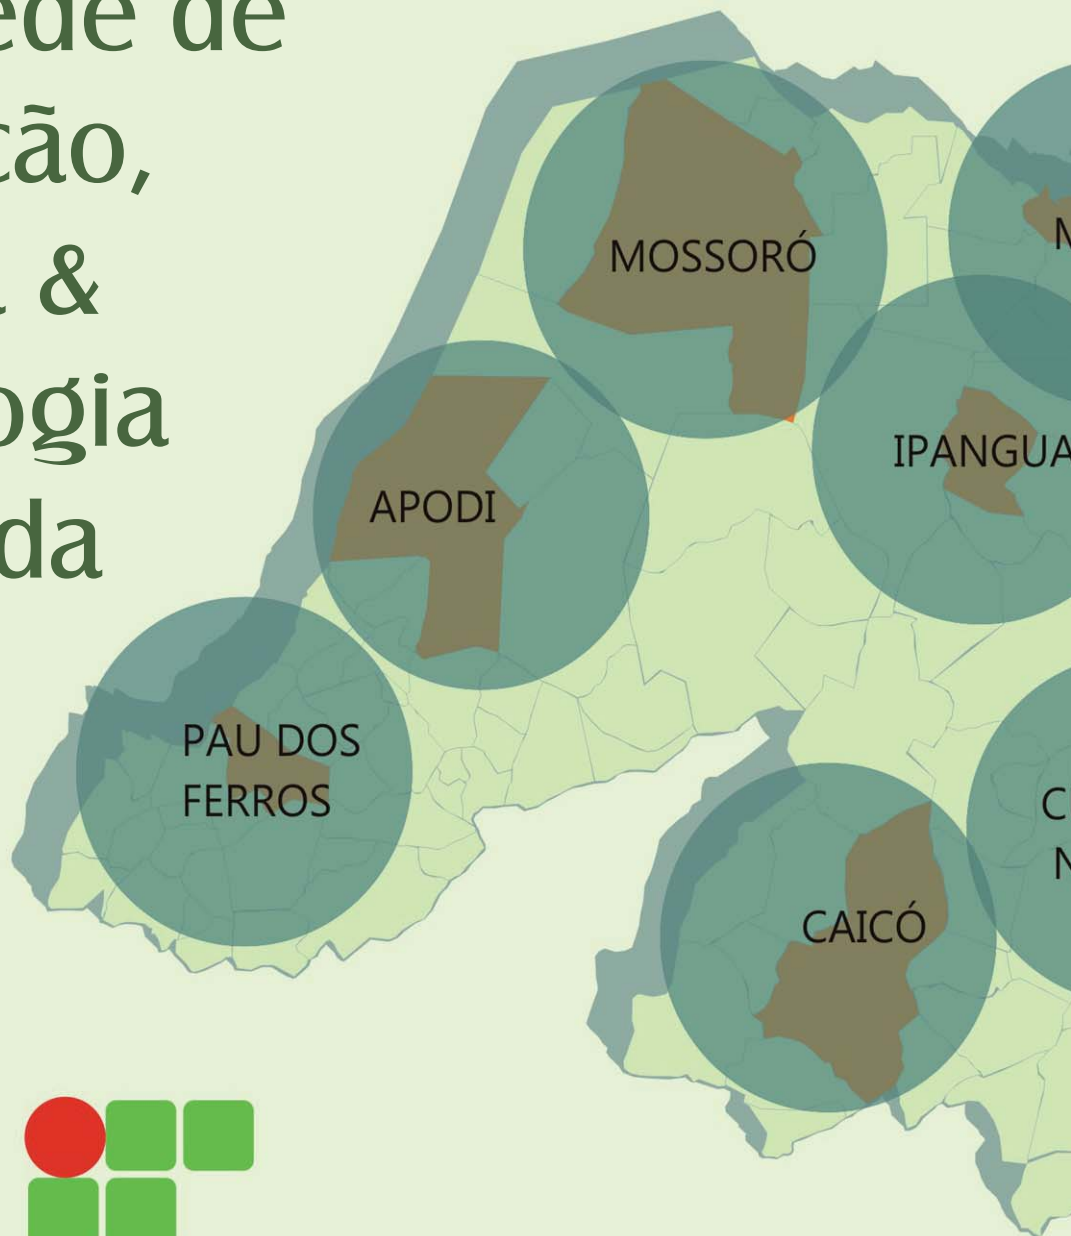 ede de
ção,
&
ogia
da
MOSSORÓ
M
IPANGUA
APODI
PAU DOS
FERROS
C
N
CAICÓ